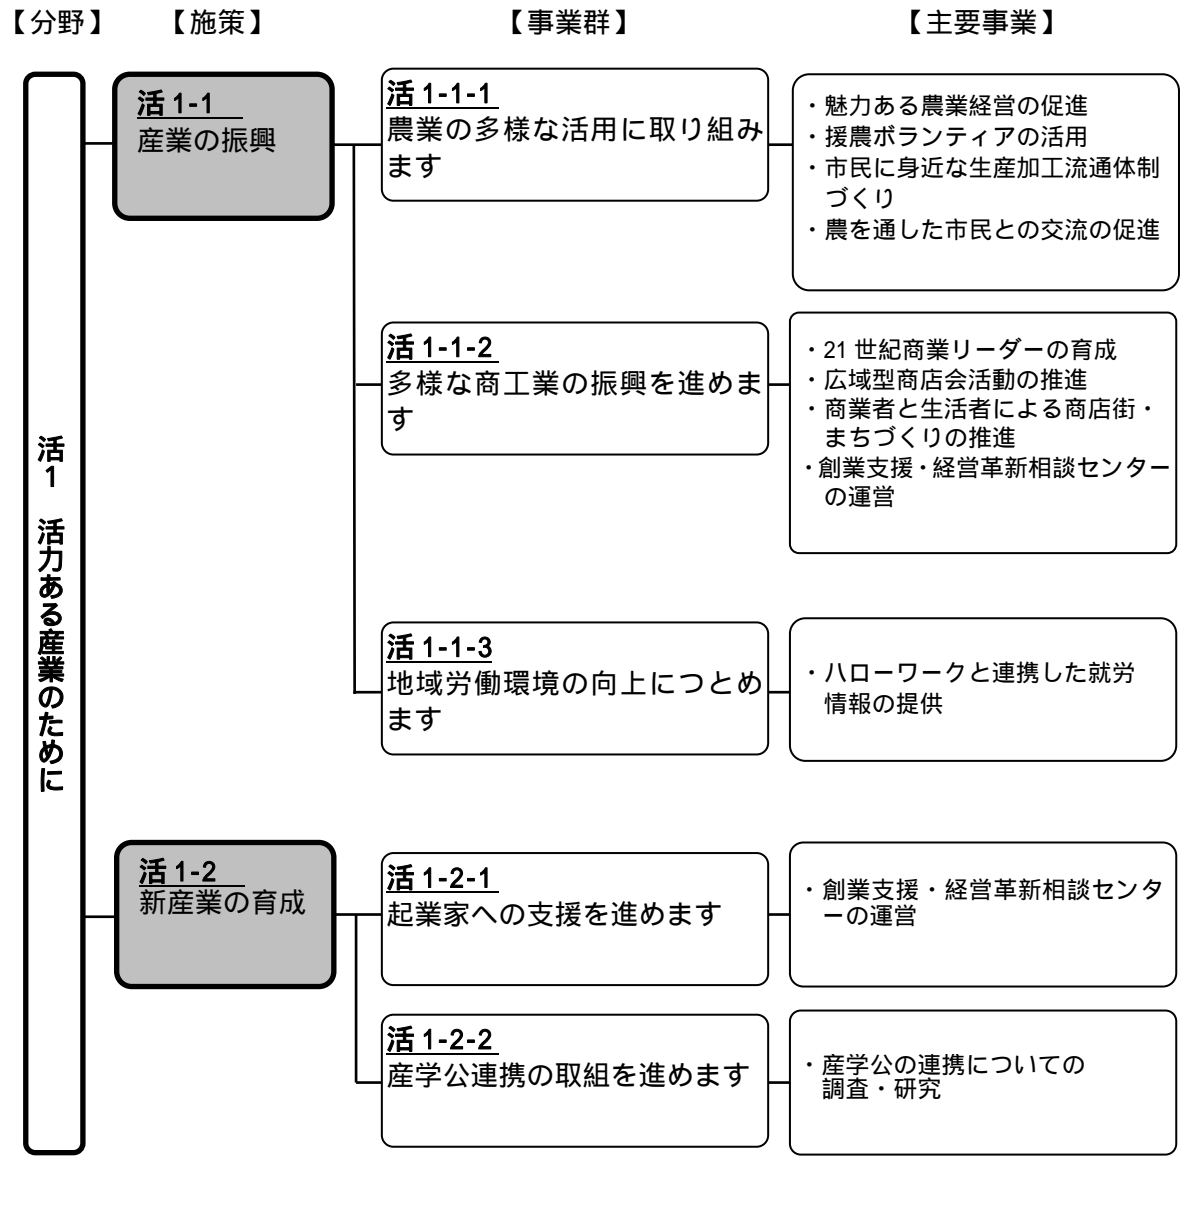 【分野】 【施策】 【事業群】 【主要事業】
活1 活力ある産業のために
活 1-1
産業の振興
活 1-1-1
農業の多様な活用に取り組み
ます
・魅力ある農業経営の促進
・援農ボランティアの活用
・市民に身近な生産加工流通体制
づくり
・農を通した市民との交流の促進
活 1-1-2
多様な商工業の振興を進めま
す
・21 世紀商業リーダーの育成
・広域型商店会活動の推進
・商業者と生活者による商店街・
まちづくりの推進
・創業支援・経営革新相談センター
の運営
活 1-1-3
地域労働環境の向上につとめ
ます
・ハローワークと連携した就労
情報の提供
活 1-2
新産業の育成
活 1-2-1
起業家への支援を進めます
・創業支援・経営革新相談センタ
ーの運営
活 1-2-2
産学公連携の取組を進めます
・産学公の連携についての
調査・研究